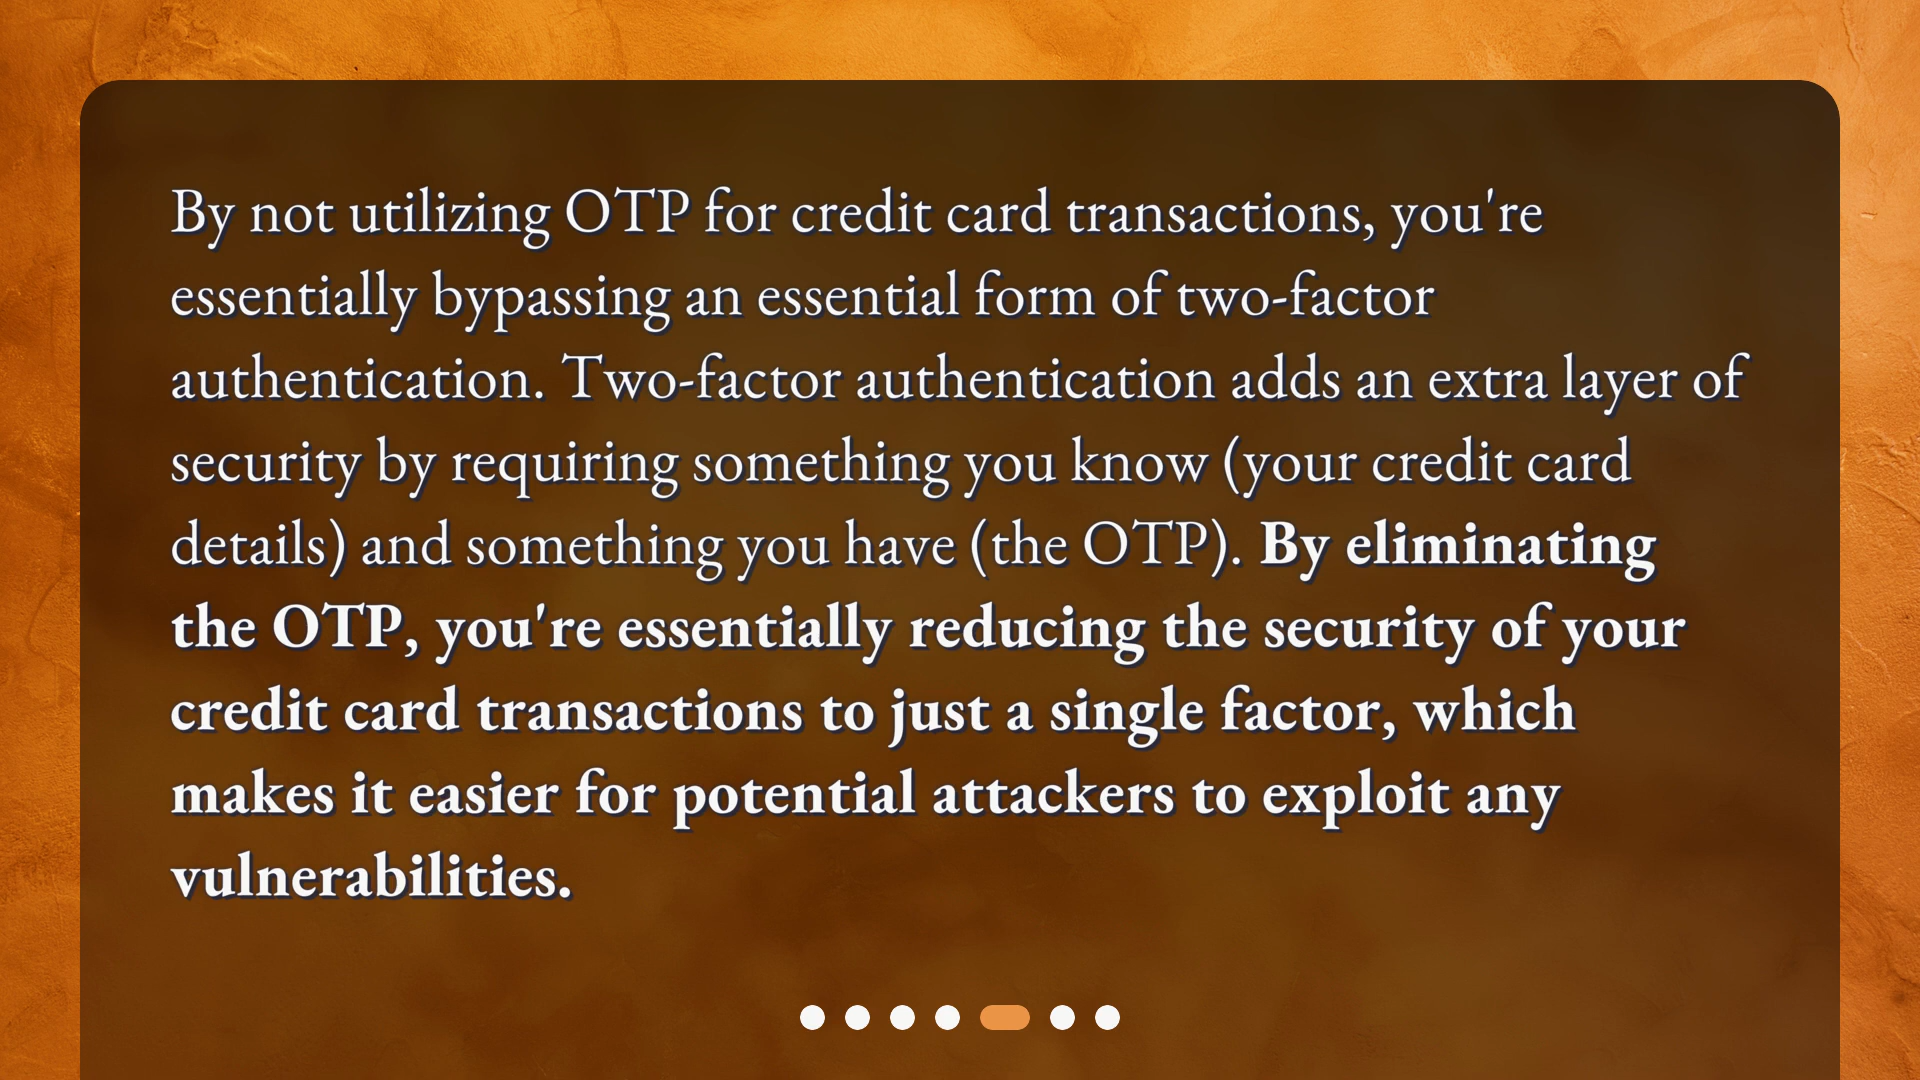 By not utilizing OTP for credit card transactions, you're
essentially bypassing an essential form of two-factor
authentication. Two-factor authentication adds an extra layer of
security by requiring something you know (your credit card
details) and something you have (the OTP). By eliminating
the OTP, you're essentially reducing the security of your
credit card transactions to just a single factor, which
makes it easier for potential attackers to exploit any
vulnerabilities.